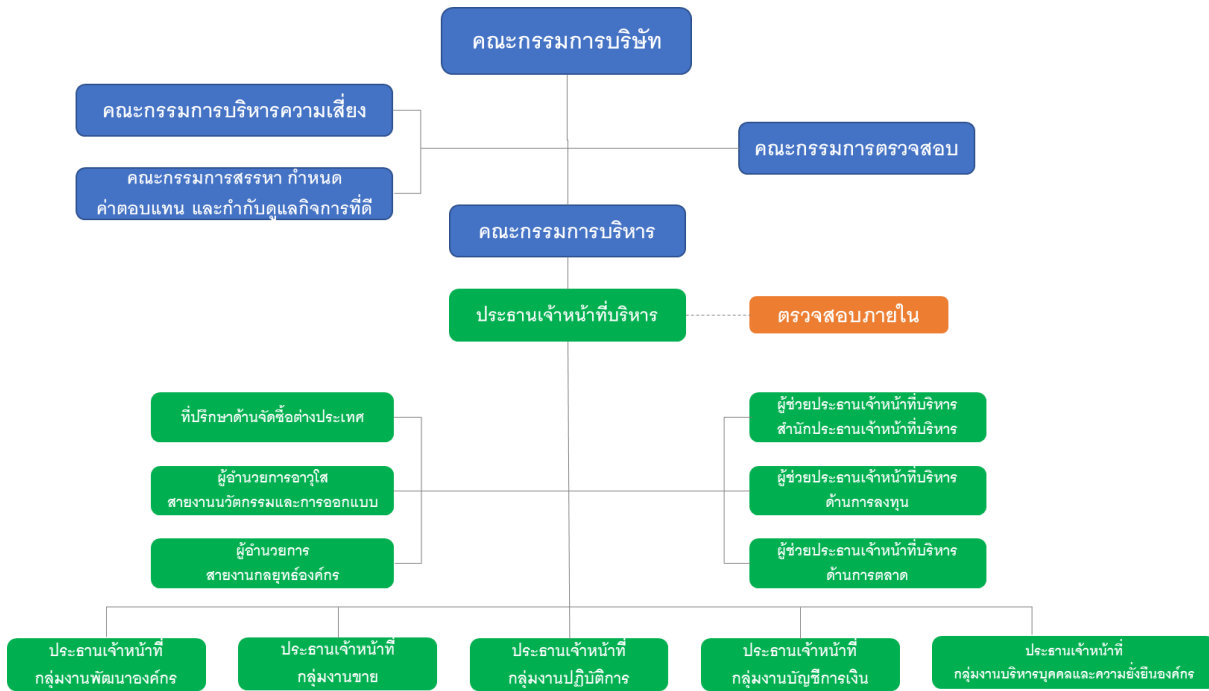 คณะกรรมการบริษัท
คณะกรรมการบริหารความเสี่ยง
คณะกรรมการตรวจสอบ
คณะกรรมการสรรหา กำหนด
ค่าตอบแทน และกำกับดูแลกิจการที่ดี
คณะกรรมการบริหาร
ประธานเจ้าหน้าที่บริหาร
ตรวจสอบภายใน
ที่ปรึกษาด้านจัดซื้อต่างประเทศ
ผู้ช่วยประธานเจ้าหน้าที่บริหาร
สำนักประธานเจ้าหน้าที่บริหาร
ผู้อำนวยการอาวุโส
สายงานนวัตกรรมและการออกแบบ
ผู้ช่วยประธานเจ้าหน้าที่บริหาร
ด้านการลงทุน
ผู้อำนวยการ
สายงานกลยุทธ์องค์กร
ผู้ช่วยประธานเจ้าหน้าที่บริหาร
ด้านการตลาด
ประธานเจ้าหน้าที่
กลุ่มงานพัฒนาองค์กร
ประธานเจ้าหน้าที่
กลุ่มงานขาย
ประธานเจ้าหน้าที่
กลุ่มงานปฏิบัติการ
ประธานเจ้าหน้าที่
กลุ่มงานบัญชีการเงิน
ประธานเจ้าหน้าที่
กลุ่มงานบริหารบุคคลและความยั่งยืนองค์กร